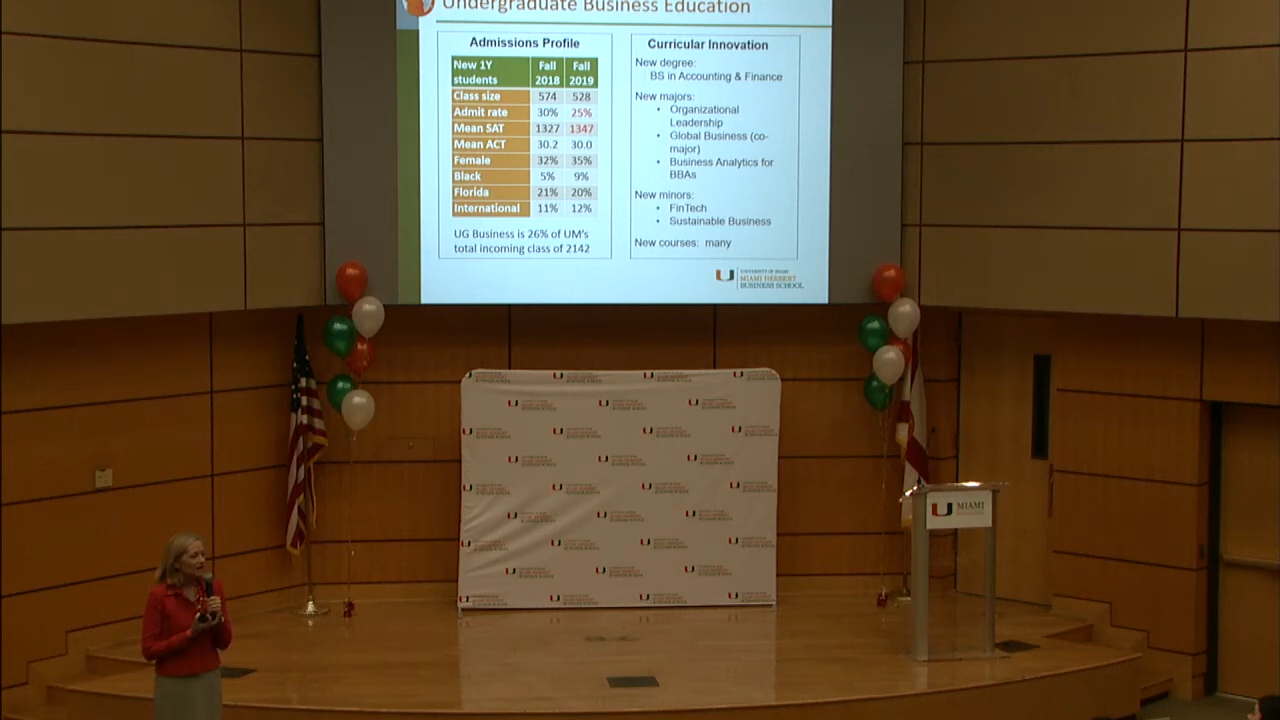 Undergraduate Business Education
Admissions Profile
New 1Y students Fall 2018 Fall 2019
Class size 574 528
Admit rate 30% 25%
Mean SAT 1327 1347
Mean ACT 30.2 30.0
Female 32% 35%
Black 5% 9%
Florida 21% 20%
International 11% 12%
UG Business is 26% of UM's
total incoming class of 2142
Curricular Innovation
New degree:
BS in Accounting & Finance
New majors:
• Organizational
Leadership
• Global Business (co-
major)
• Business Analytics for
BBAs
New minors:
• FinTech
• Sustainable Business
New courses: many
UNIVERSITY OF MIAMI
MIAMI HERBERT
BUSINESS SCHOOL
MIAMI